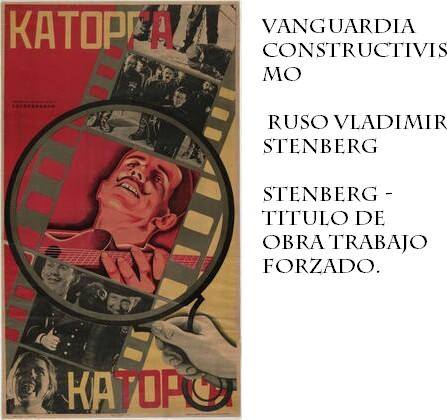 КАТОРГА
VANGUARDIA
CONSTRUCTIVIS
MO
RUSO VLADIMIR
STENBERG
STENBERG -
TITULO DE
OBRA TRABAJO
FORZADO.
КАТОРГА